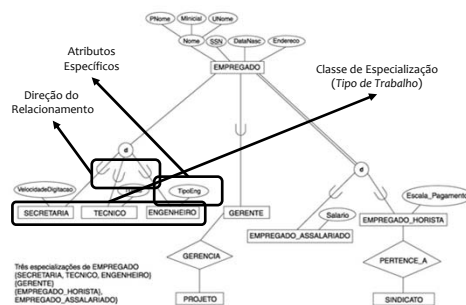 PNome
MInicial
UNome
Nome
SSN
DataNasc
Endereco
Atributos
Específicos
EMPREGADO
Classe de Especialização
(Tipo de Trabalho)
Direção do
Relacionamento
d
d
VelocidadeDigitacao
TipoEng
SECRETARIA
TECNICO
ENGENHEIRO
GERENTE
Salario
Escala_Pagamento
EMPREGADO_ASSALARIADO
EMPREGADO_HORISTA
GERENCIA
PERTENCE_A
Três especializações de EMPREGADO
{SECRETARIA, TECNICO, ENGENHEIRO}
{GERENTE}
{EMPREGADO_HORISTA},
EMPREGADO_ASSALARIADO}
PROJETO
SINDICATO